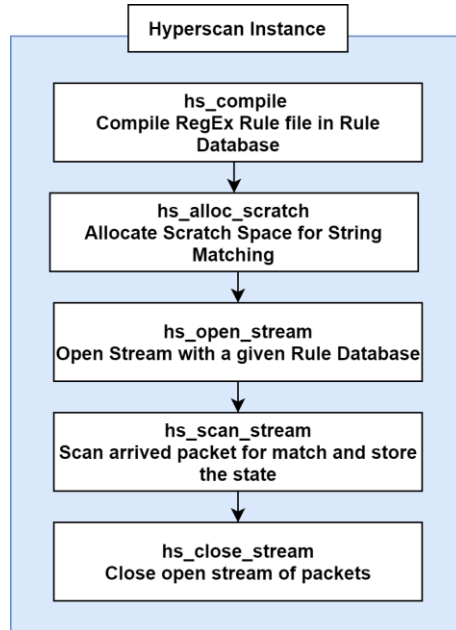 Hyperscan Instance
hs_compile
Compile RegEx Rule file in Rule
Database
hs_alloc_scratch
Allocate Scratch Space for String
Matching
hs_open_stream
Open Stream with a given Rule Database
hs_scan_stream
Scan arrived packet for match and store
the state
hs_close_stream
Close open stream of packets